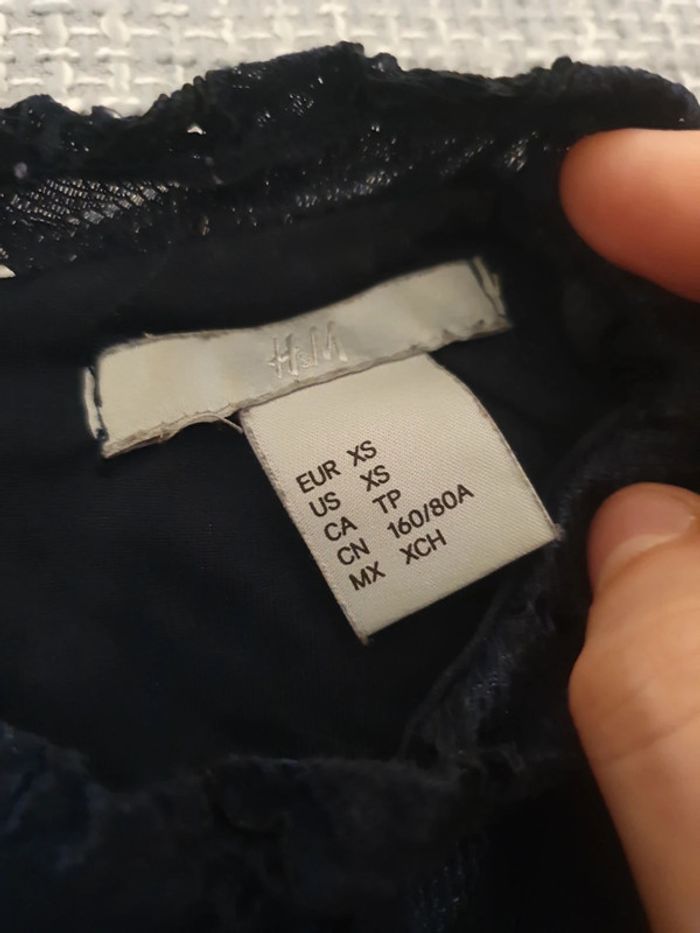 H&M
EUR XS
US XS
CA TP
CN 160/80A
MX XCH